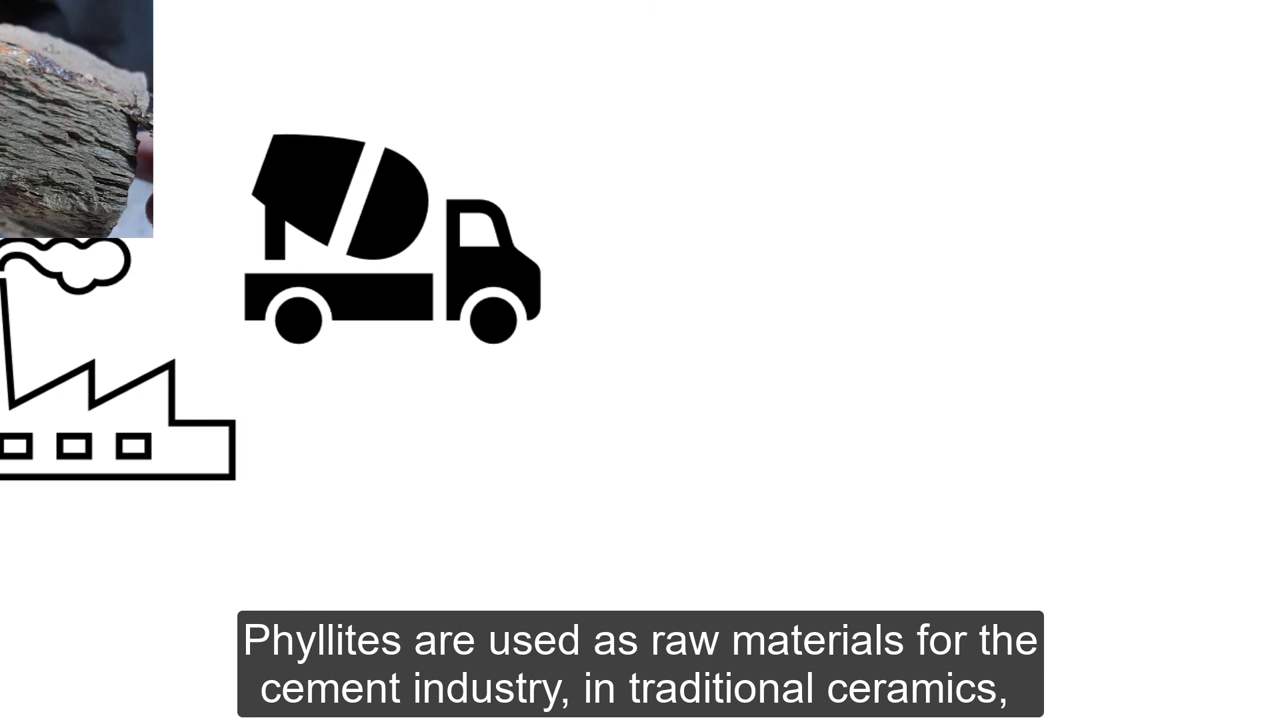 Phyllites are used as raw materials for the
cement industry, in traditional ceramics,